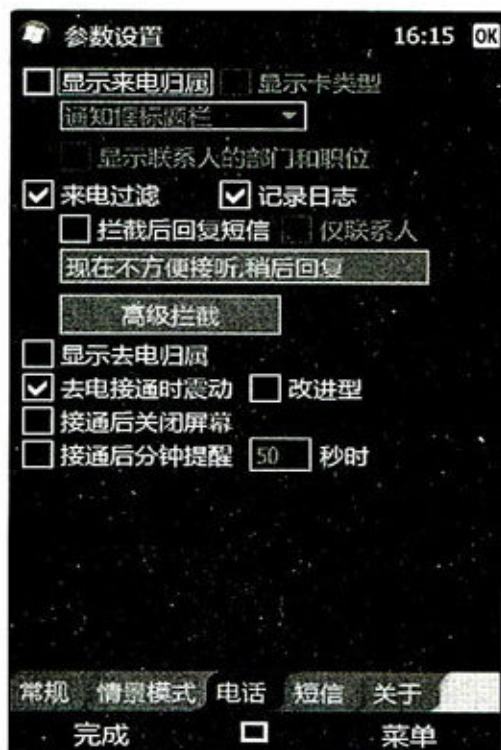 参数设置 16:15 OK
显示来电归属 显示卡类型
通知信标题栏
显示联系人的部门和职位
来电过滤 记录日志
拦截后回复短信 仅联系人
现在不方便接听,稍后回复
高级拦截
显示去电归属
去电接通时震动 改进型
接通后关闭屏幕
接通后分钟提醒 50 秒时
常规 情景模式 电话 短信 关于
完成 菜单